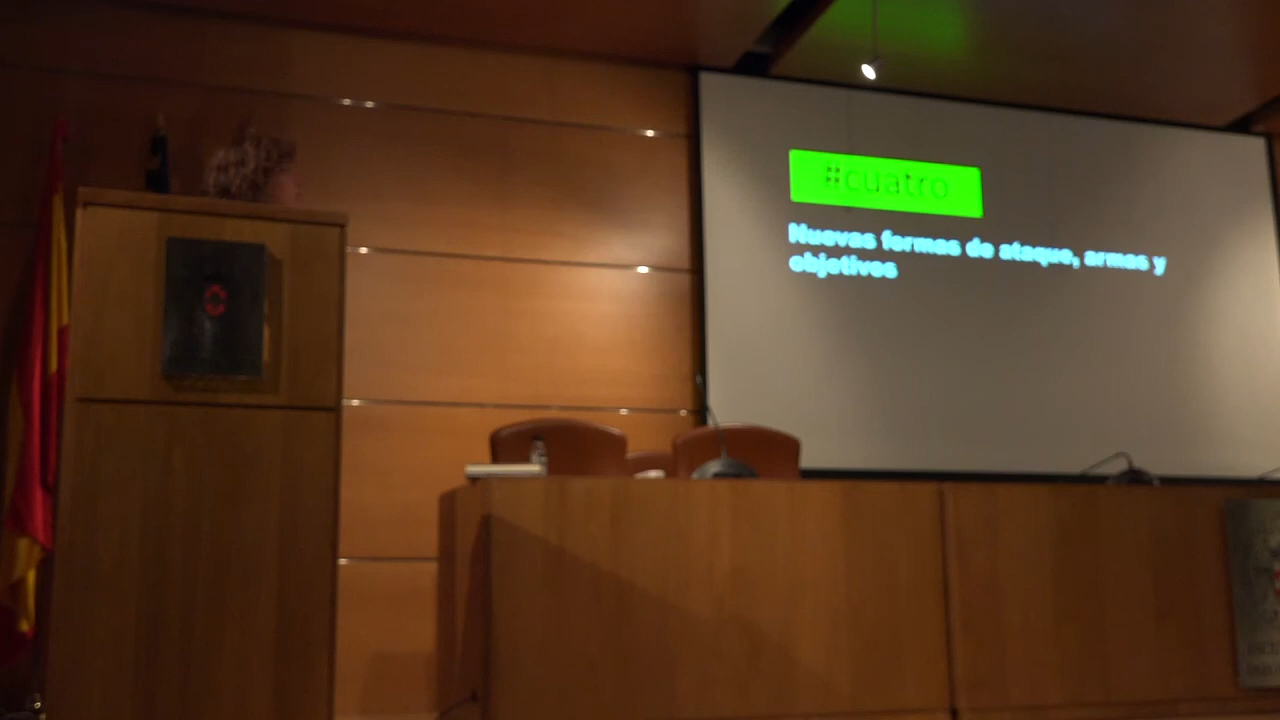 #cuatro
Nuevas formas de ataque, armas y
objetivos